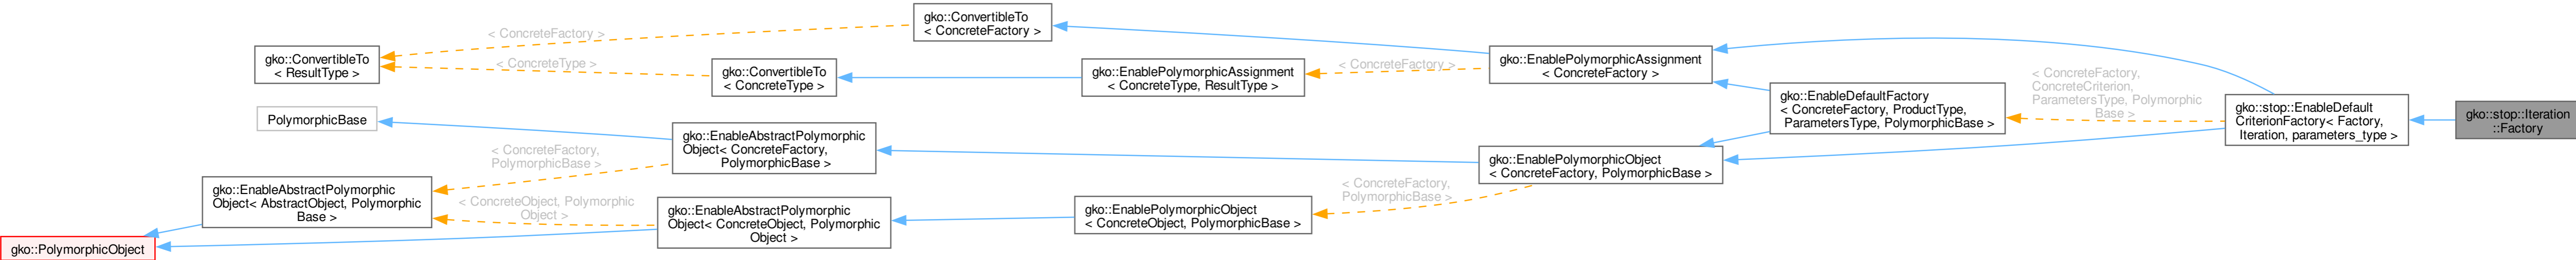 gko::ConvertibleTo
< ConcreteFactory >
< ConcreteFactory >
gko::ConvertibleTo
< ResultType >
< ConcreteType >
gko::ConvertibleTo
< ConcreteType >
gko::EnablePolymorphicAssignment
< ConcreteType, ResultType >
< ConcreteFactory >
gko::EnablePolymorphicAssignment
< ConcreteFactory >
gko::EnableDefaultFactory
< ConcreteFactory, ProductType,
ParametersType, PolymorphicBase >
< ConcreteFactory,
ConcreteCriterion,
ParametersType, Polymorphic
Base >
gko::stop::EnableDefault
CriterionFactory< Factory,
Iteration, parameters_type >
gko::stop::Iteration
::Factory
PolymorphicBase
gko::EnableAbstractPolymorphic
Object< ConcreteFactory,
PolymorphicBase >
< ConcreteFactory,
PolymorphicBase >
gko::EnablePolymorphicObject
< ConcreteFactory, PolymorphicBase >
gko::EnableAbstractPolymorphic
Object< AbstractObject, Polymorphic
Base >
< ConcreteObject, Polymorphic
Object >
gko::EnableAbstractPolymorphic
Object< ConcreteObject, Polymorphic
Object >
gko::EnablePolymorphicObject
< ConcreteObject, PolymorphicBase >
< ConcreteFactory,
PolymorphicBase >
gko::PolymorphicObject